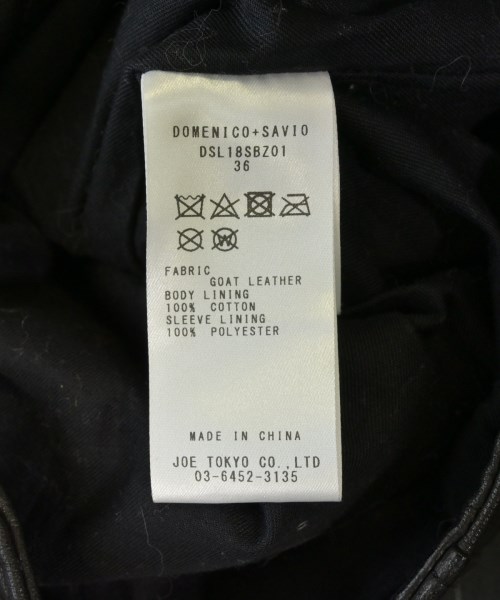 DOMENICO+SAVIO
DSL18SBZ01
36
W
FABRIC
GOAT LEATHER
BODY LINING
100% COTTON
SLEEVE LINING
100% POLYESTER
MADE IN CHINA
JOE TOKYO CO.,LTD
03-6452-3135